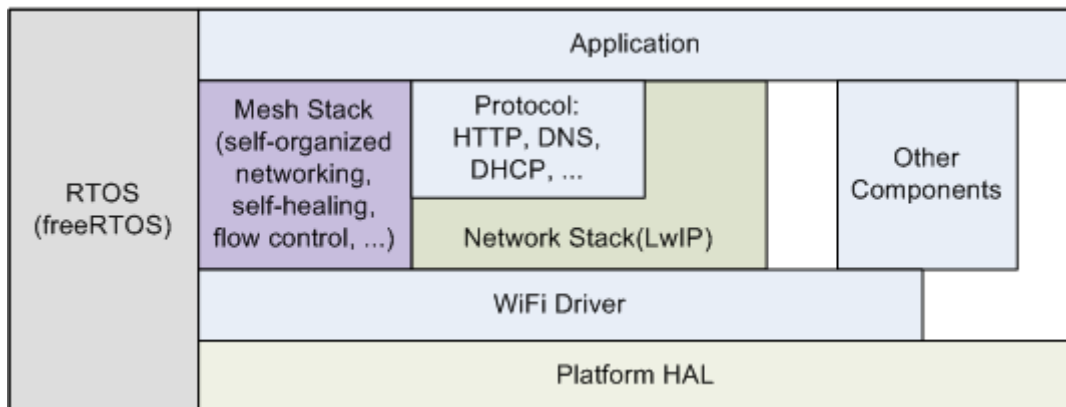 Application
Mesh Stack
(self-organized
networking,
self-healing,
flow control, ...)
Protocol:
HTTP, DNS,
DHCP, ...
Network Stack(LwIP)
Other
Components
RTOS
(freeRTOS)
WiFi Driver
Platform HAL